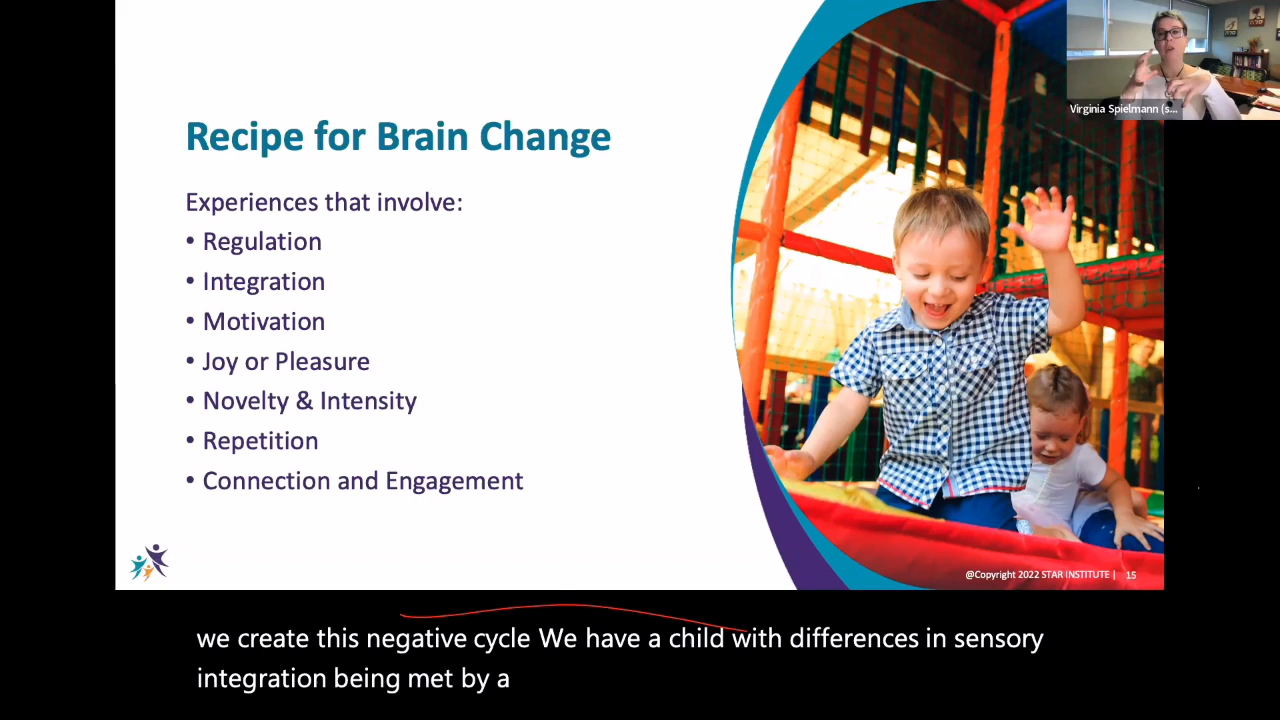 Recipe for Brain Change
Experiences that involve:
• Regulation
• Integration
• Motivation
• Joy or Pleasure
• Novelty & Intensity
• Repetition
• Connection and Engagement
Virginia Spielmann (s...
@Copyright 2022 STAR INSTITUTE | 15
we create this negative cycle We have a child with differences in sensory
integration being met by a